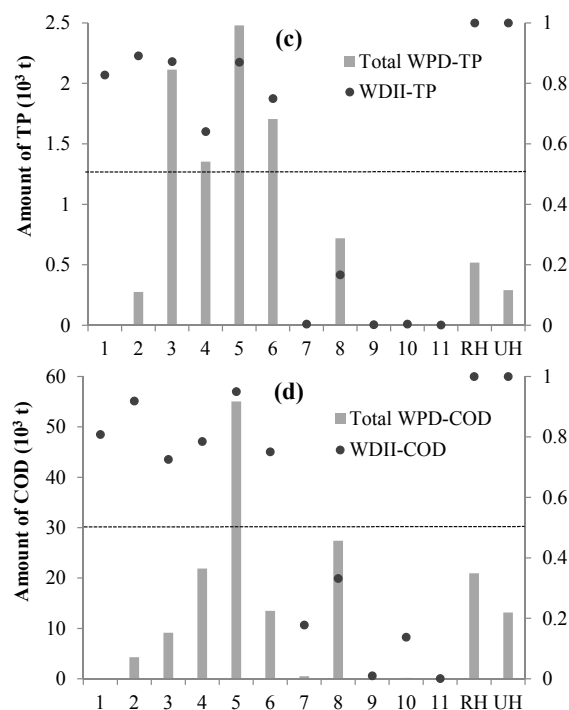 (c)
Total WPD-TP
WDII-TP
Amount of TP (10³ t)
2.5
2
1.5
1
0.5
0
1
0.8
0.6
0.4
0.2
0
1 2 3 4 5 6 7 8 9 10 11 RH UH
(d)
Total WPD-COD
WDII-COD
Amount of COD (10³ t)
60
50
40
30
20
10
0
1
0.8
0.6
0.4
0.2
0
1 2 3 4 5 6 7 8 9 10 11 RH UH